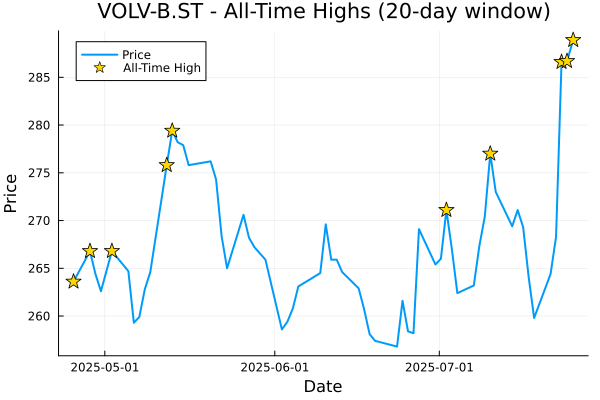 VOLV-B.ST - All-Time Highs (20-day window)
Price
All-Time High
Price
285
280
275
270
265
260
2025-05-01
2025-06-01
2025-07-01
Date